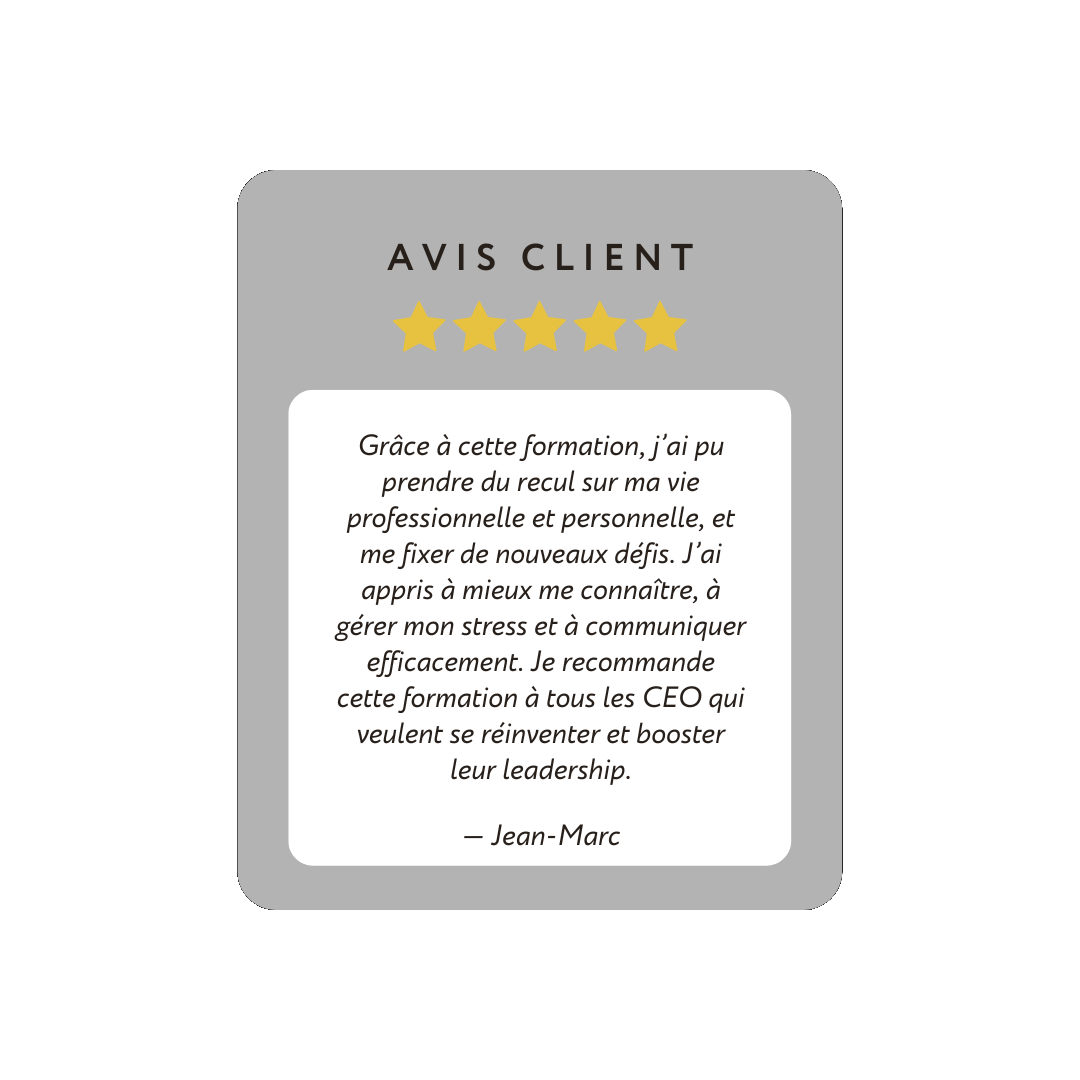 AVIS CLIENT
Grâce à cette formation, j’ai pu
prendre du recul sur ma vie
professionnelle et personnelle, et
me fixer de nouveaux défis. J’ai
appris à mieux me connaître, à
gérer mon stress et à communiquer
efficacement. Je recommande
cette formation à tous les CEO qui
veulent se réinventer et booster
leur leadership.
— Jean-Marc